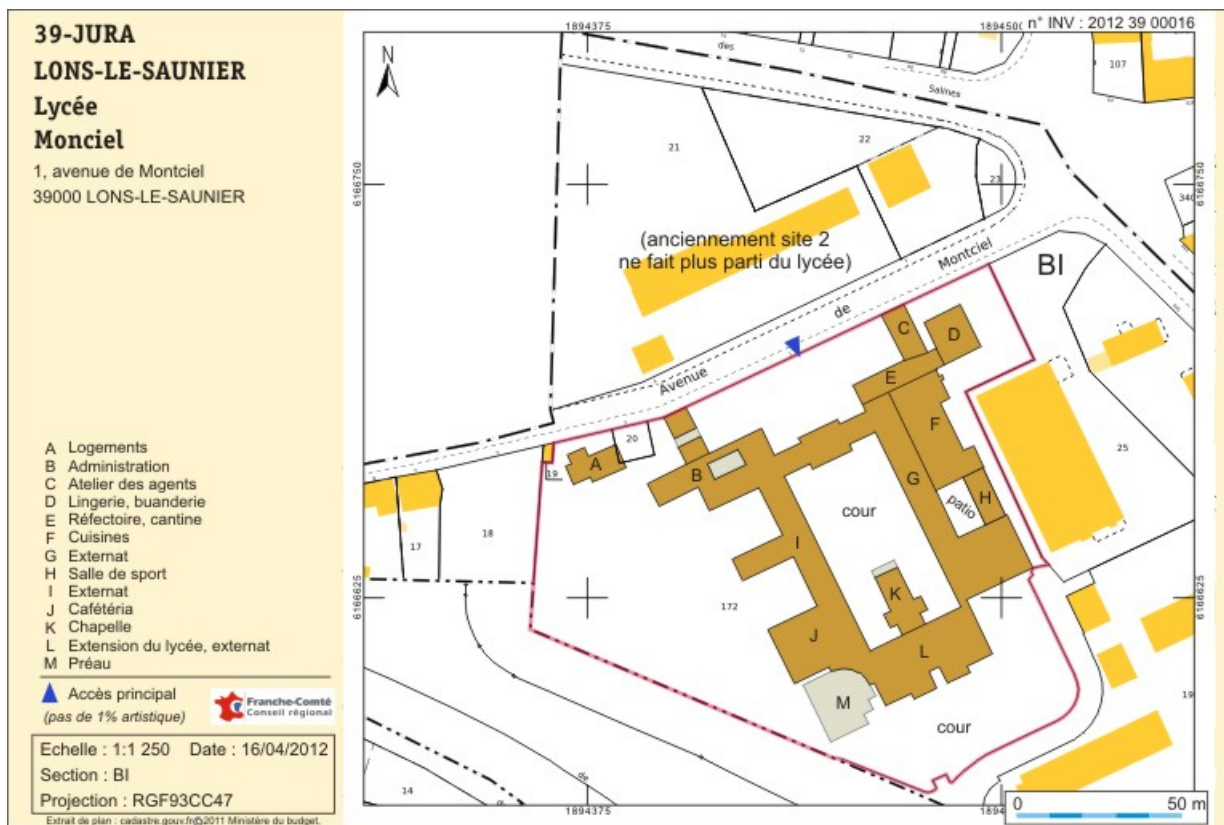 39-JURA
LONS-LE-SAUNIER
Lycée
Monciel
1, avenue de Montciel
39000 LONS-LE-SAUNIER
A Logements
B Administration
C Atelier des agents
D Lingerie, buanderie
E Réfectoire, cantine
F Cuisines
G Externat
H Salle de sport
I Externat
J Cafétéria
K Chapelle
L Extension du lycée, externat
M Préau
Accès principal
(pas de 1% artistique)
Franche-Comté
Conseil régional
Echelle : 1:1 250 Date : 16/04/2012
Section : BI
Projection : RGF93CC47
Extrait de plan : cadastre.gouv.fr©2011 Ministère du budget.
1894375
1894500
n° INV : 2012 39 00016
N
des
Salines
107
21
22
23
340
6166750
6166750
(anciennement site 2
ne fait plus parti du lycée)
Montciel
BI
de
Avenue
C
D
E
F
20
A
B
19
G
H
patio
25
cour
18
17
I
K
172
6166625
6166625
J
L
M
cour
19
14
de
1894375
0 50 m